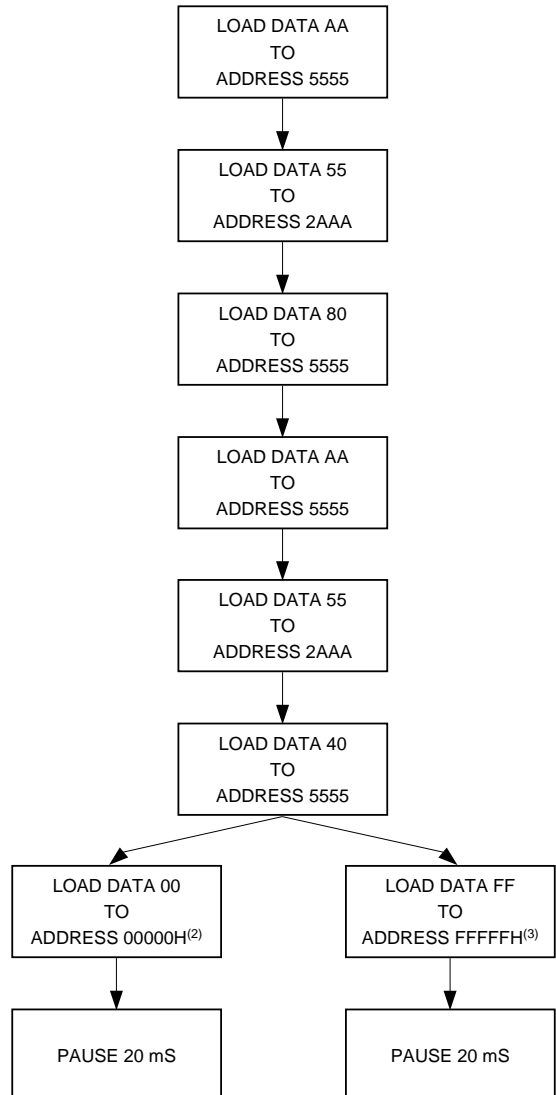 LOAD DATA AA
TO
ADDRESS 5555
LOAD DATA 55
TO
ADDRESS 2AAA
LOAD DATA 80
TO
ADDRESS 5555
LOAD DATA AA
TO
ADDRESS 5555
LOAD DATA 55
TO
ADDRESS 2AAA
LOAD DATA 40
TO
ADDRESS 5555
LOAD DATA 00
TO
ADDRESS 00000H(2)
PAUSE 20 mS
LOAD DATA FF
TO
ADDRESS FFFFFH(3)
PAUSE 20 mS